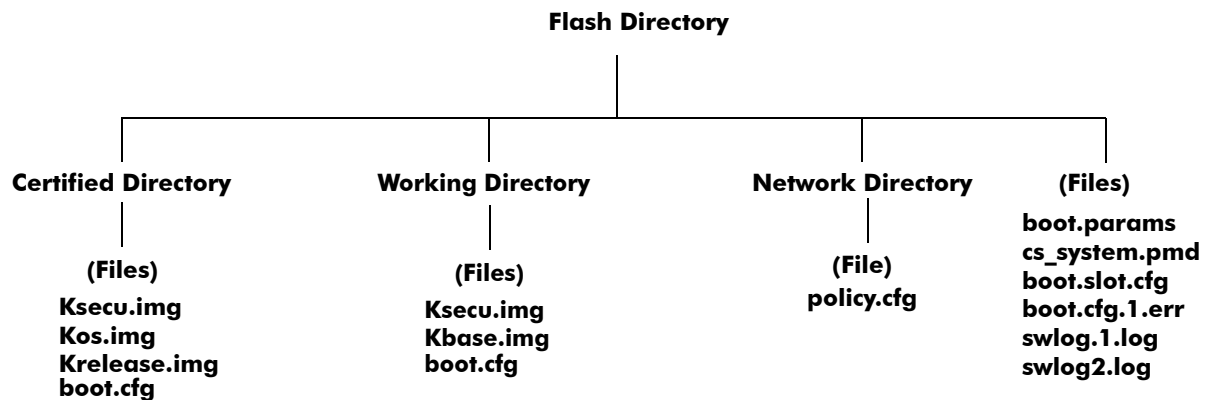 Flash Directory
Certified Directory
(Files)
Ksecu.img
Kos.img
Krelease.img
boot.cfg
Working Directory
(Files)
Ksecu.img
Kbase.img
boot.cfg
Network Directory
(File)
policy.cfg
(Files)
boot.params
cs_system.pmd
boot.slot.cfg
boot.cfg.1.err
swlog.1.log
swlog2.log